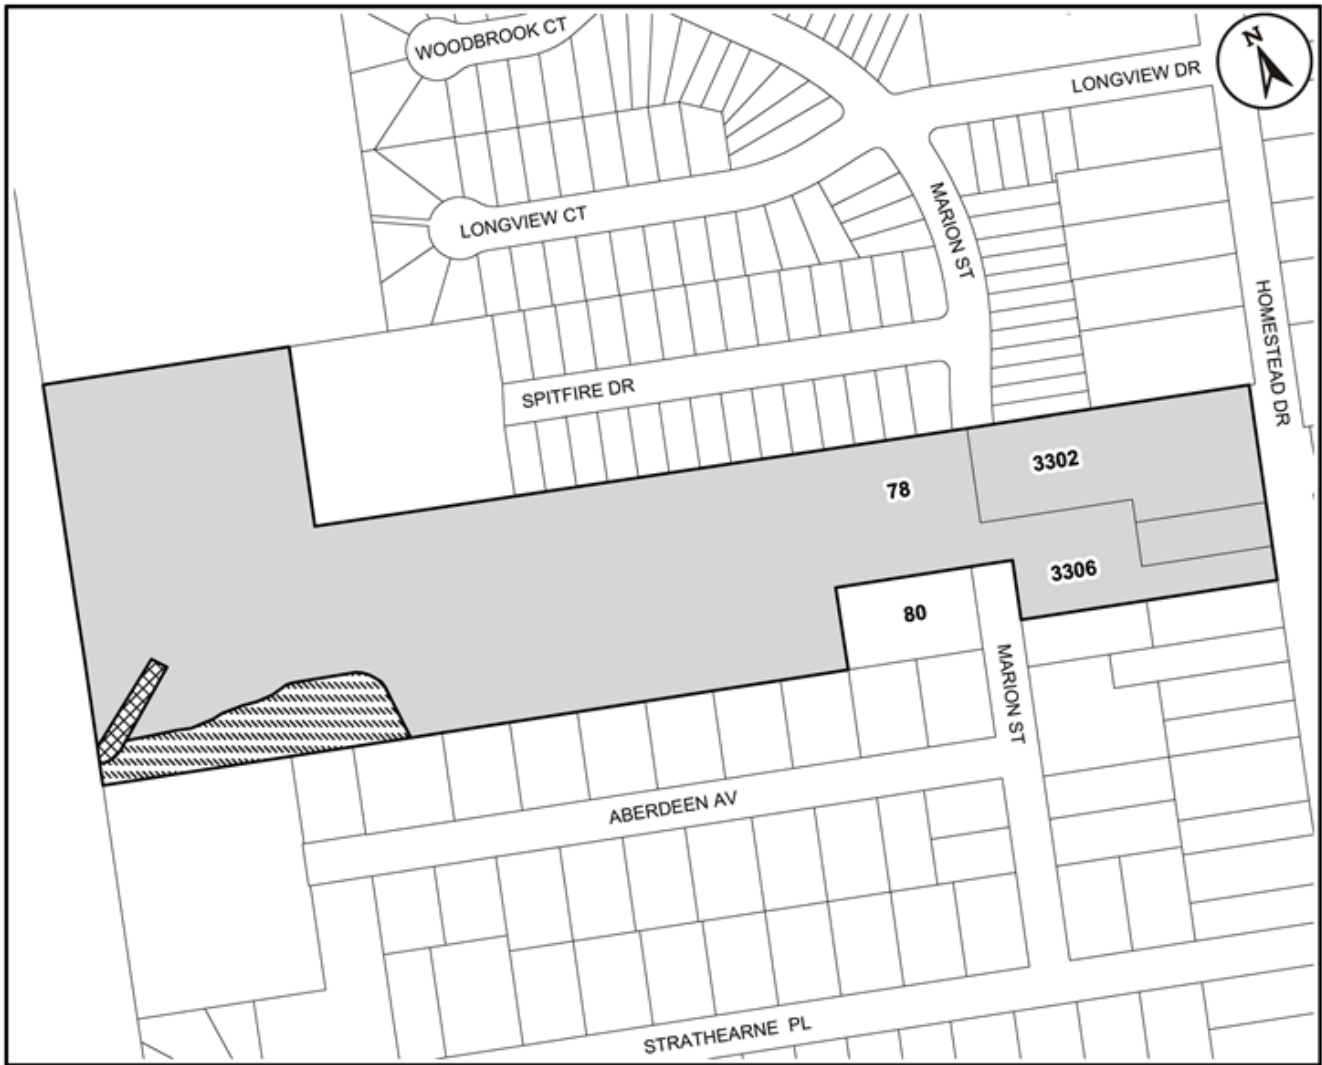 WOODBROOK CT
N
LONGVIEW DR
LONGVIEW CT
MARION ST
HOMESTEAD DR
SPITFIRE DR
3302
78
3306
80
MARION ST
ABERDEEN AV
STRATHEARNE PL